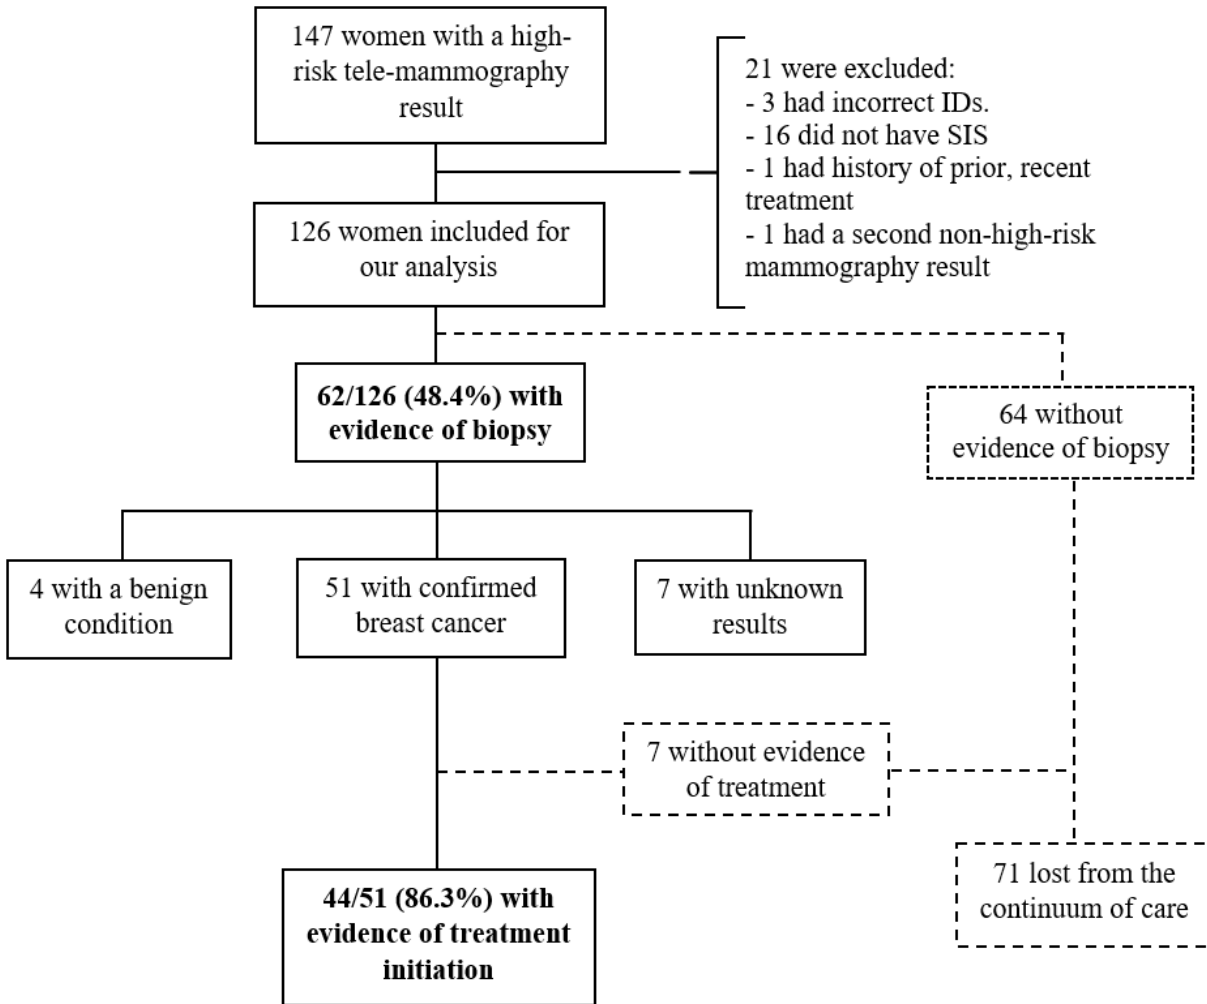 147 women with a high-
risk tele-mammography
result
21 were excluded:
- 3 had incorrect IDs.
- 16 did not have SIS
- 1 had history of prior, recent
treatment
- 1 had a second non-high-risk
mammography result
126 women included for
our analysis
62/126 (48.4%) with
evidence of biopsy
64 without
evidence of biopsy
4 with a benign
condition
51 with confirmed
breast cancer
7 with unknown
results
7 without evidence
of treatment
71 lost from the
continuum of care
44/51 (86.3%) with
evidence of treatment
initiation